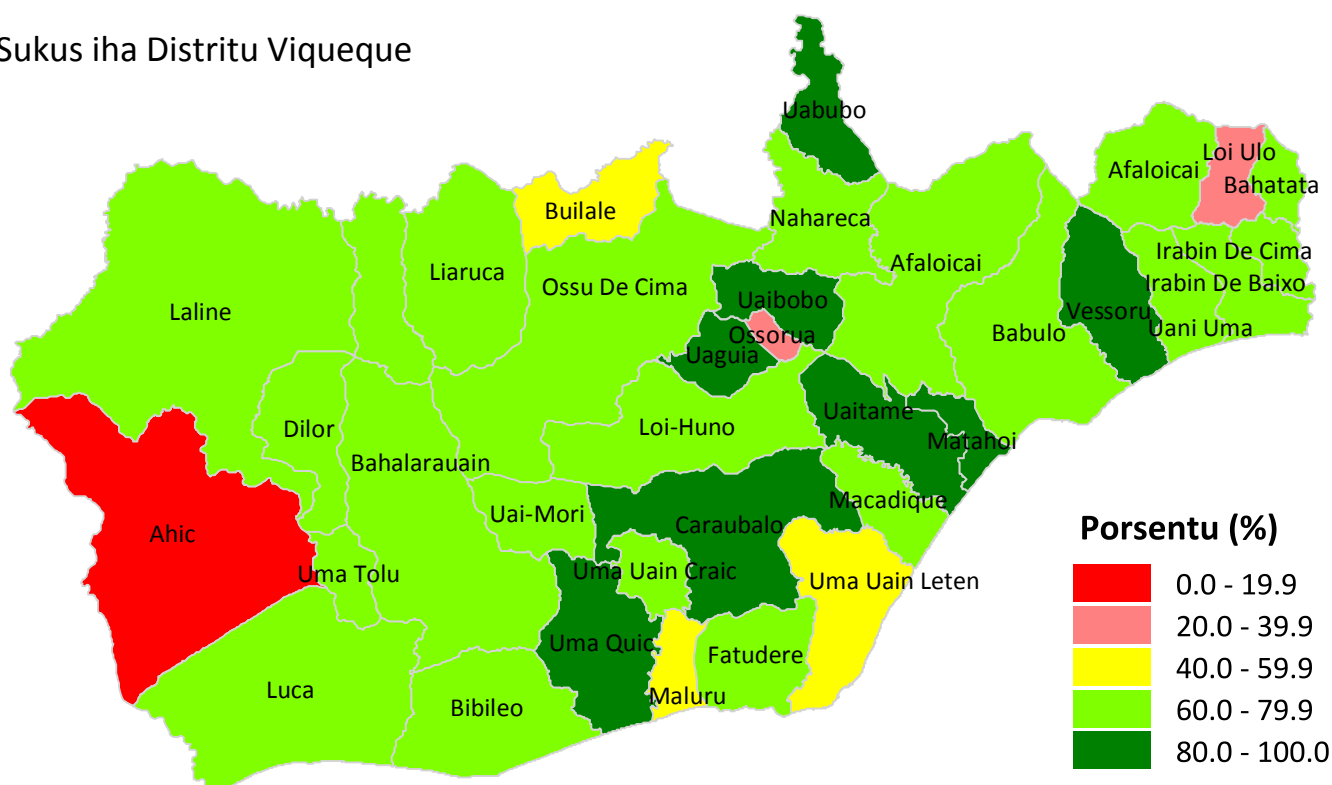 Sukus iha Distritu Viqueque
Uabubo
Loi Ulo
Afaloicai
Bahatata
Builale
Nahareca
Irabin De Cima
Afaloicai
Liaruca
Irabin De Baixo
Ossu De Cima
Uaibobo
Laline
Vessoru
Uani Uma
Ossorua
Babulo
Uaguia
Uaitame
Loi-Huno
Dilor
Matahoi
Bahalarauain
Macadique
Uai-Mori
Caraubalo
Ahic
Uma Tolu
Uma Uain Craic
Uma Uain Leten
Uma Quic
Fatudere
Luca
Maluru
Bibileo
Porsentu (%)
0.0 - 19.9
20.0 - 39.9
40.0 - 59.9
60.0 - 79.9
80.0 - 100.0